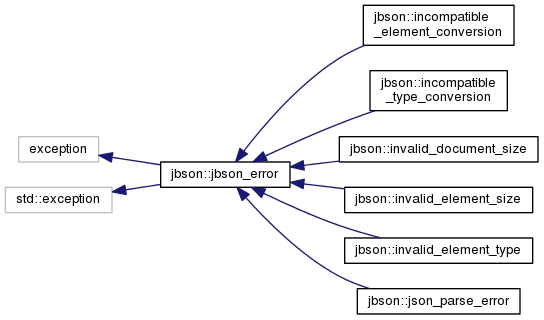 jbson::incompatible
_element_conversion
jbson::incompatible
_type_conversion
exception
jbson::invalid_document_size
jbson::jbson_error
std::exception
jbson::invalid_element_size
jbson::invalid_element_type
jbson::json_parse_error